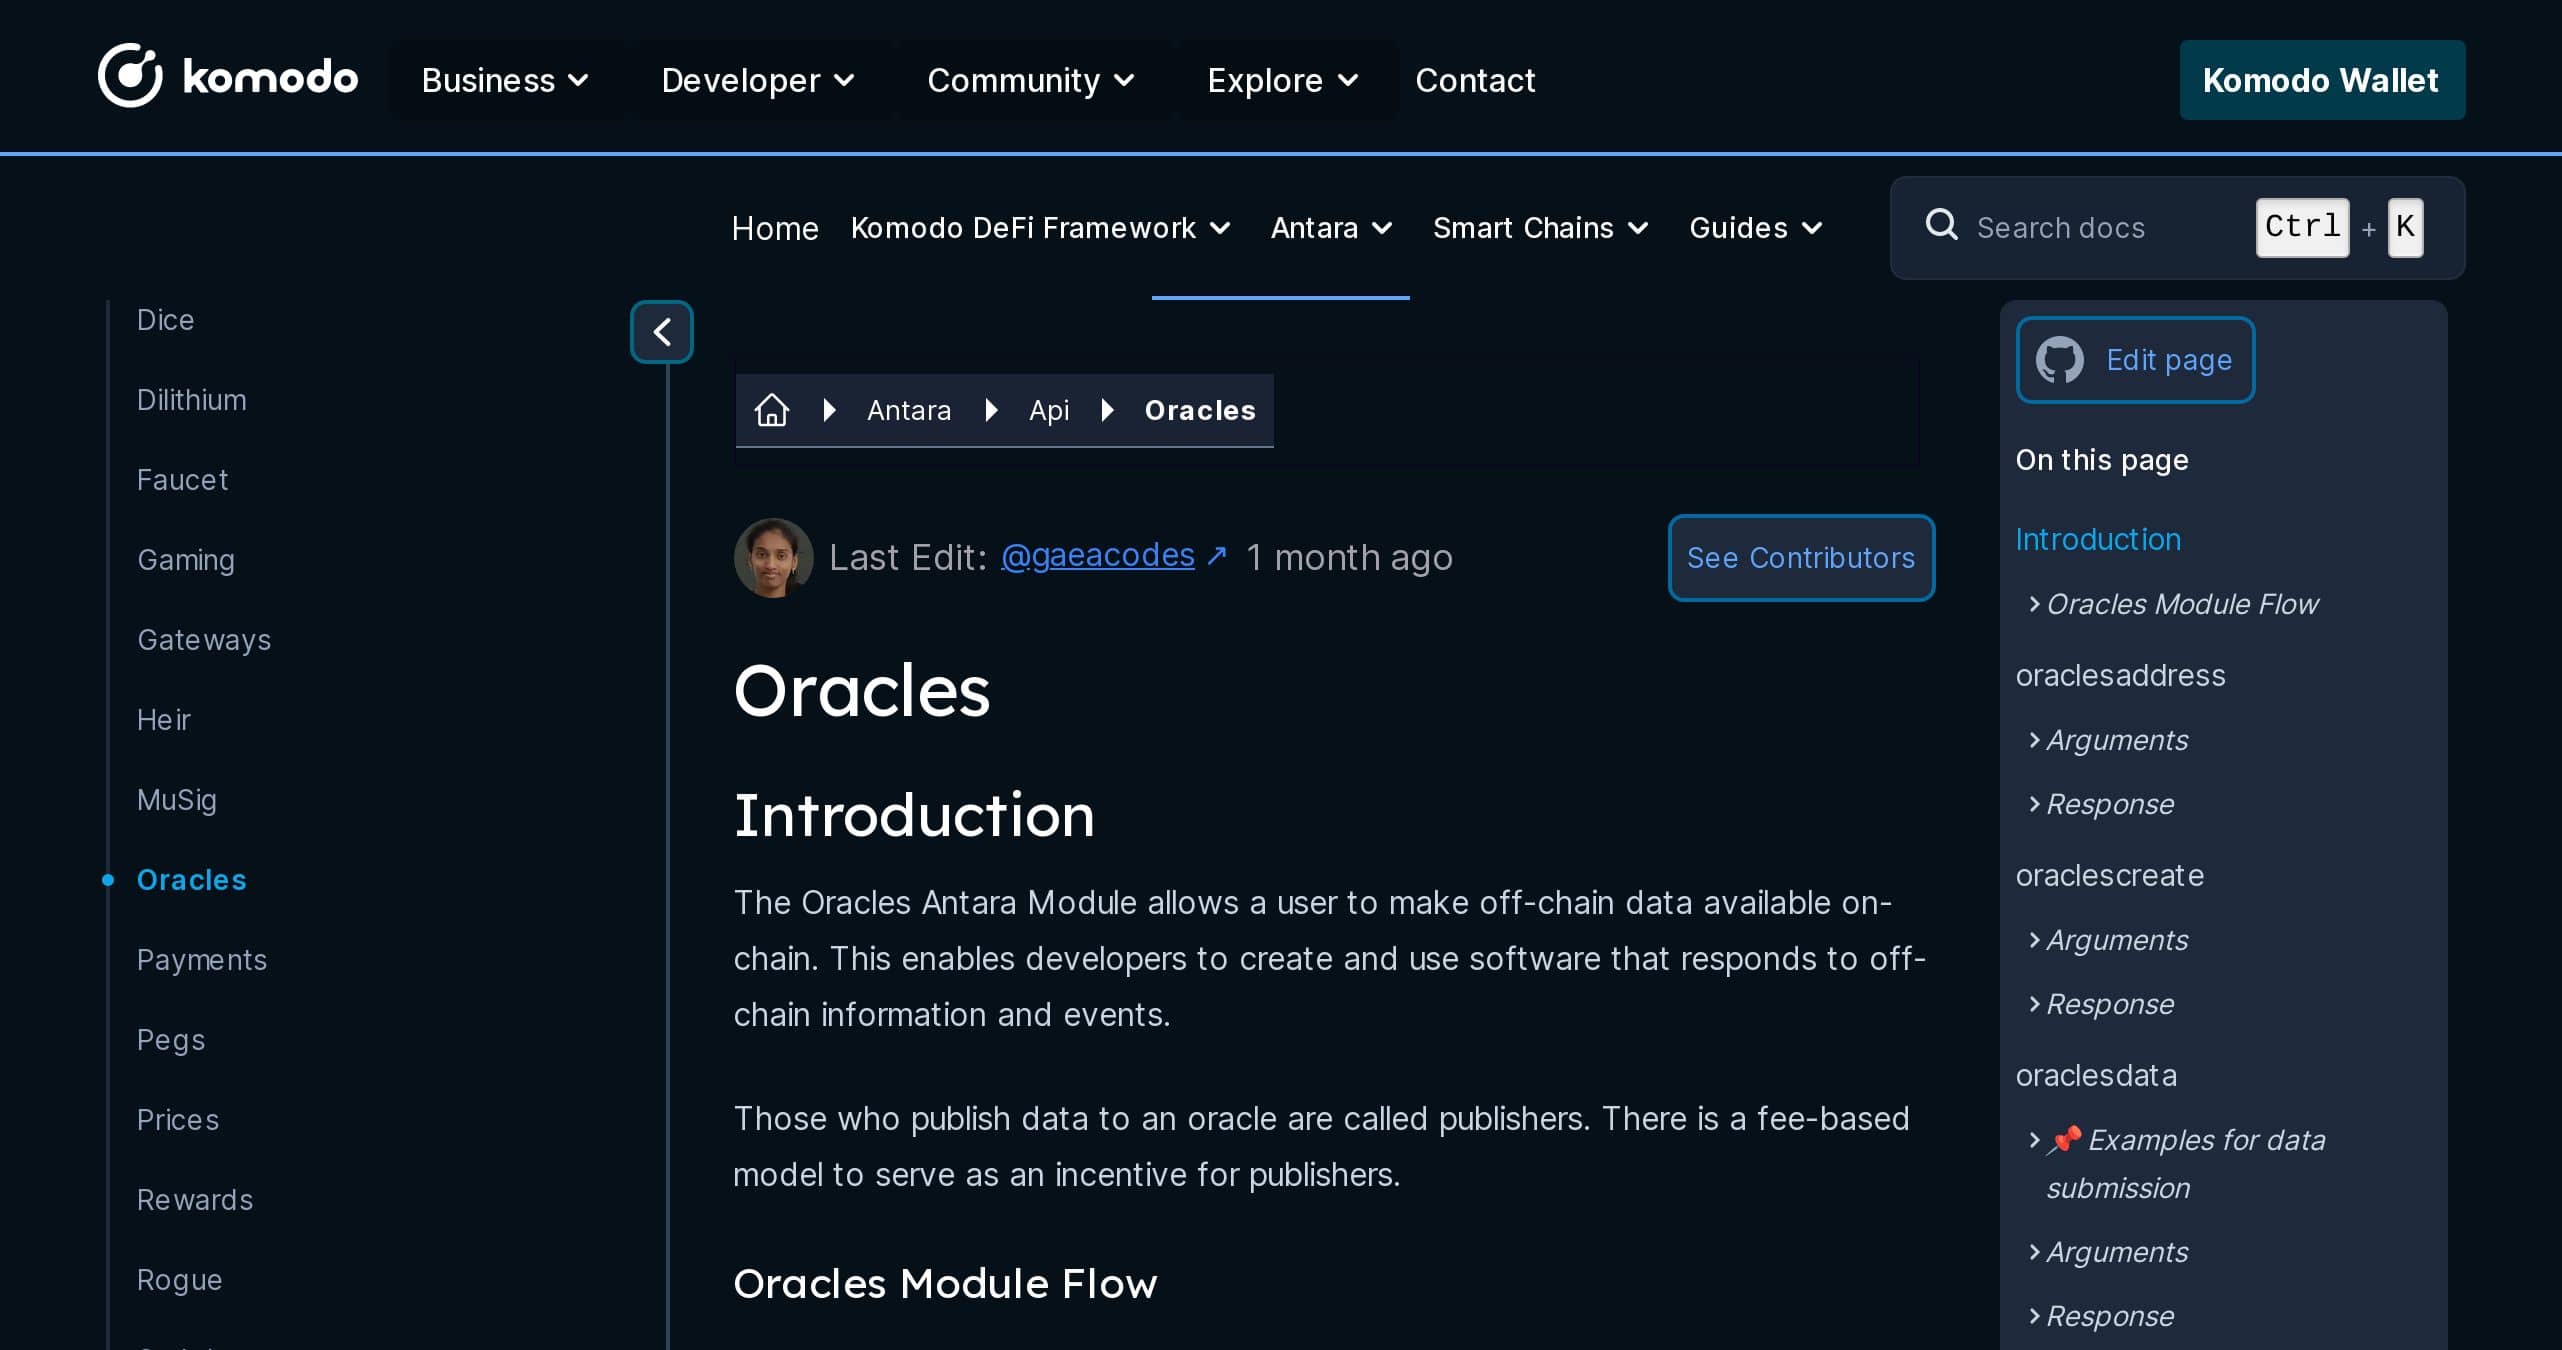 komodo
Business
Developer
Community
Explore
Contact
Komodo Wallet
Home
Komodo DeFi Framework
Antara
Smart Chains
Guides
Search docs
Ctrl + K
Dice
Dilithium
Faucet
Gaming
Gateways
Heir
MuSig
Oracles
Payments
Pegs
Prices
Rewards
Rogue
Antara
Api
Oracles
Last Edit: @gaeacodes ↗ 1 month ago
See Contributors
Oracles
Introduction
The Oracles Antara Module allows a user to make off-chain data available on-
chain. This enables developers to create and use software that responds to off-
chain information and events.
Those who publish data to an oracle are called publishers. There is a fee-based
model to serve as an incentive for publishers.
Oracles Module Flow
Edit page
On this page
Introduction
Oracles Module Flow
oraclesaddress
Arguments
Response
oraclescreate
Arguments
Response
oraclesdata
📌 Examples for data
submission
Arguments
Response